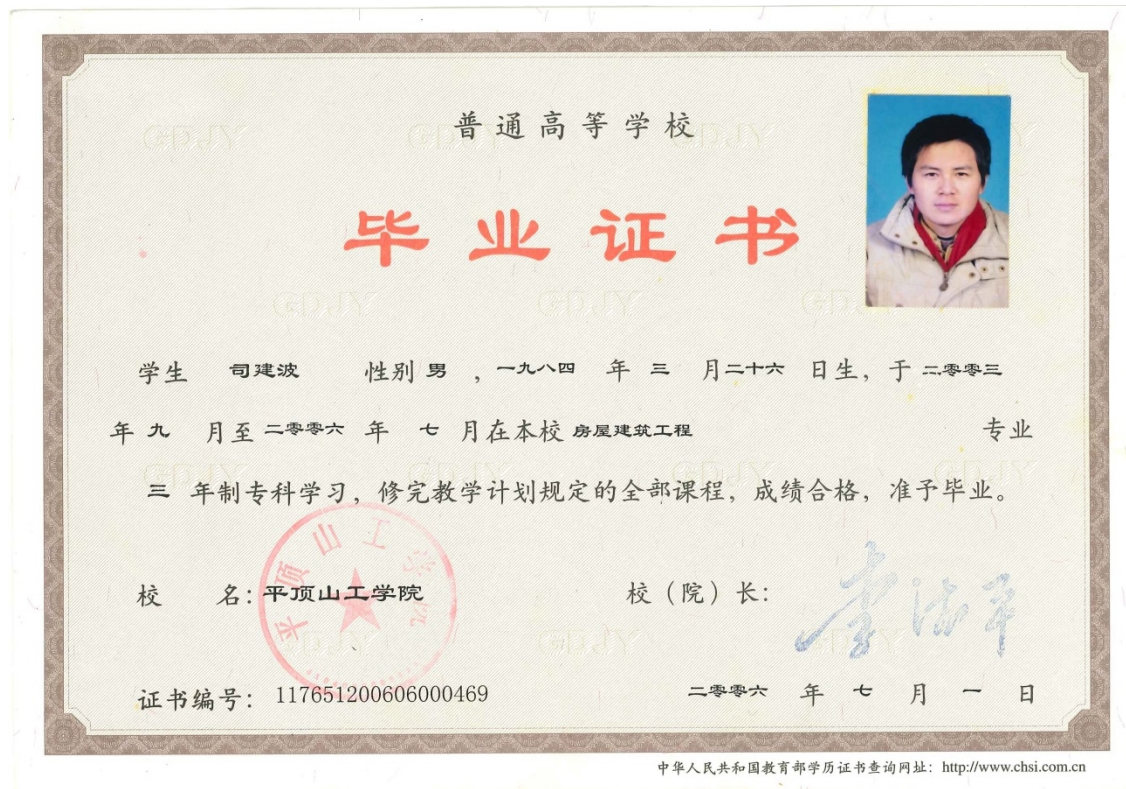 普通高等学校
毕业证书
学生 司建波 性别 男 ，一九八四 年 三 月二十六 日生，于 二零零三
年 九 月至 二零零六 年 七 月在本校 房屋建筑工程 专业
三 年制专科学习，修完教学计划规定的全部课程，成绩合格，准予毕业。
平顶山工学院
校 名：平顶山工学院 校（院）长：
证书编号：117651200606000469 二零零六 年 七 月 一 日
中华人民共和国教育部学历证书查询网址：http://www.chsi.com.cn
GDJY